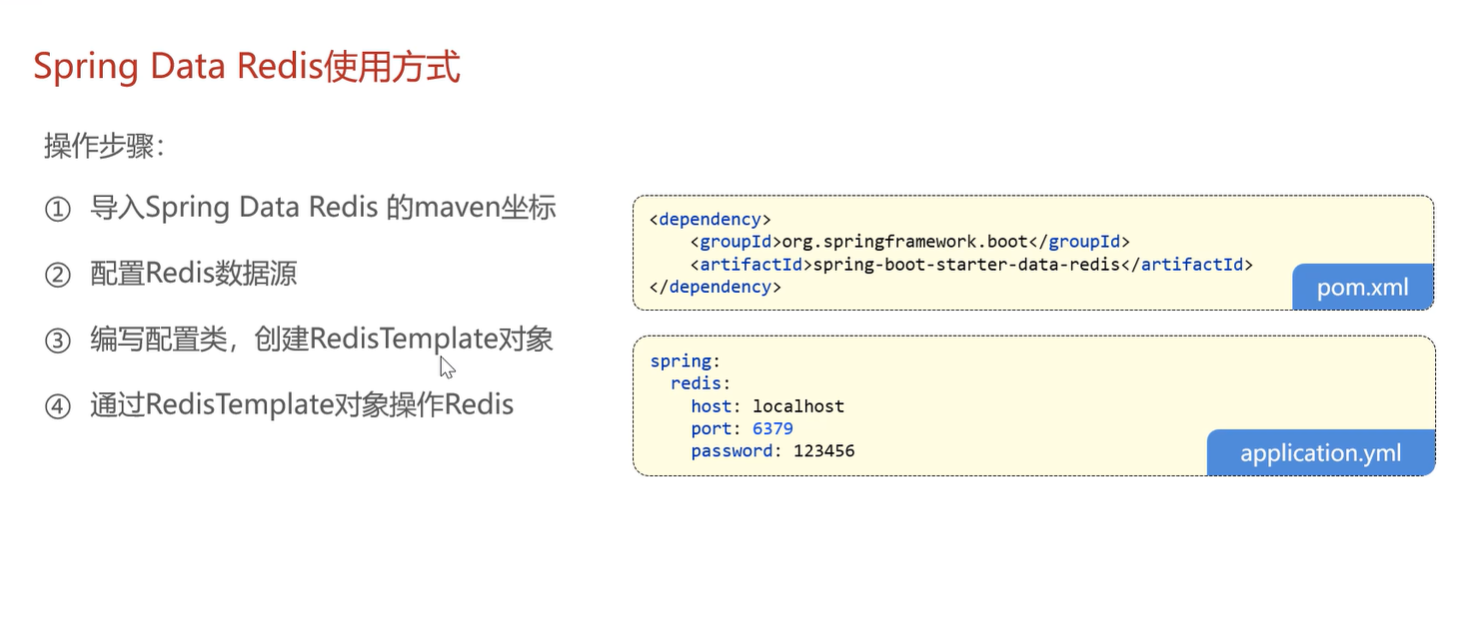 Spring Data Redis使用方式
操作步骤：
① 导入Spring Data Redis 的maven坐标
② 配置Redis数据源
③ 编写配置类，创建RedisTemplate对象
④ 通过RedisTemplate对象操作Redis
<dependency>
    <groupId>org.springframework.boot</groupId>
    <artifactId>spring-boot-starter-data-redis</artifactId>
</dependency>
pom.xml
spring:
  redis:
    host: localhost
    port: 6379
    password: 123456
application.yml